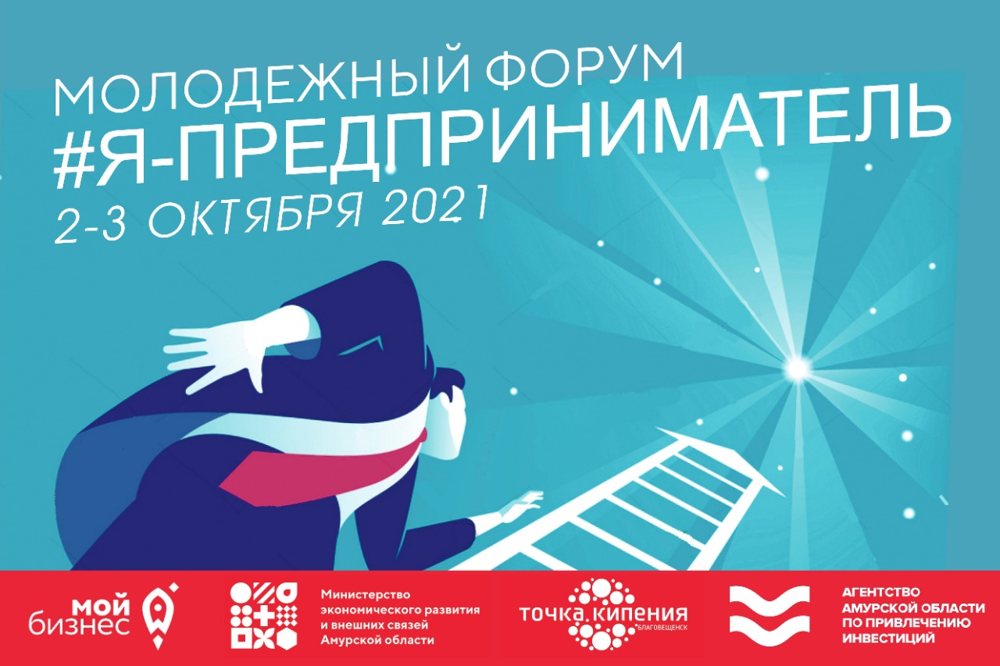 МОЛОДЕЖНЫЙ ФОРУМ
#Я-ПРЕДПРИНИМАТЕЛЬ
2-3 ОКТЯБРЯ 2021
мой
бизнес
Министерство
экономического развития
и внешних связей
Амурской области
точка кипения
БЛАГОВЕЩЕНСК
АГЕНТСТВО
АМУРСКОЙ ОБЛАСТИ
ПО ПРИВЛЕЧЕНИЮ
ИНВЕСТИЦИЙ